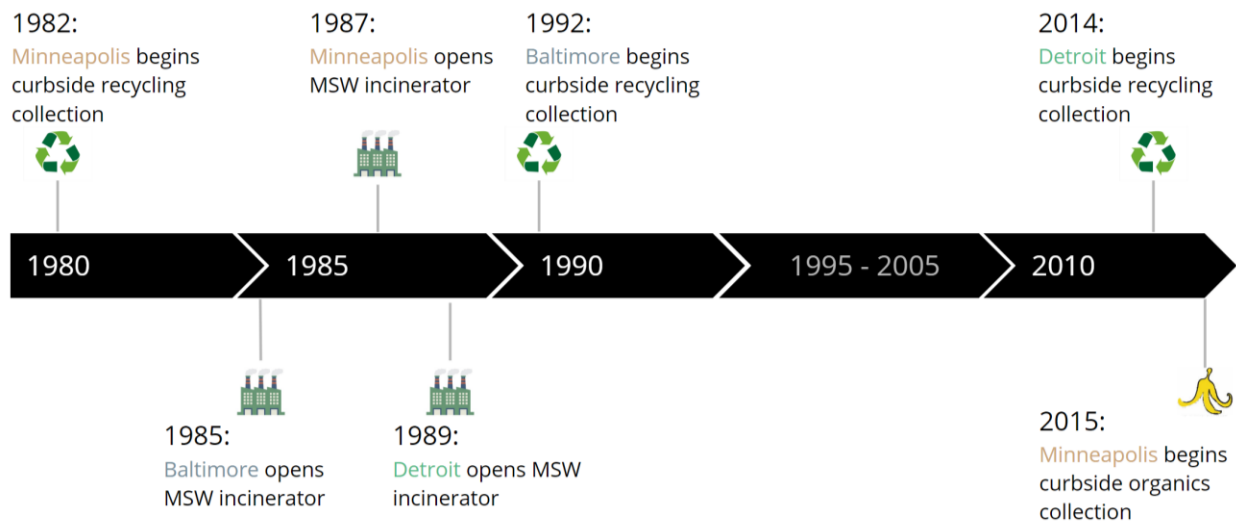 1982:
Minneapolis begins
curbside recycling
collection
1987:
Minneapolis opens
MSW incinerator
1992:
Baltimore begins
curbside recycling
collection
2014:
Detroit begins
curbside recycling
collection
1980
1985
1990
1995 - 2005
2010
1985:
Baltimore opens
MSW incinerator
1989:
Detroit opens MSW
incinerator
2015:
Minneapolis begins
curbside organics
collection